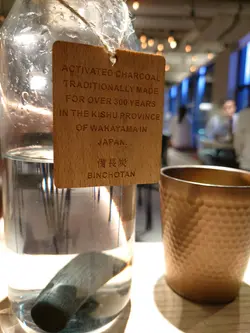 ACTIVATED CHARCOAL
TRADITIONALLY MADE
FOR OVER 300 YEARS
IN THE KISHU PROVINCE
OF WAKAYAMA IN
JAPAN.
備長炭
BINCHOTAN